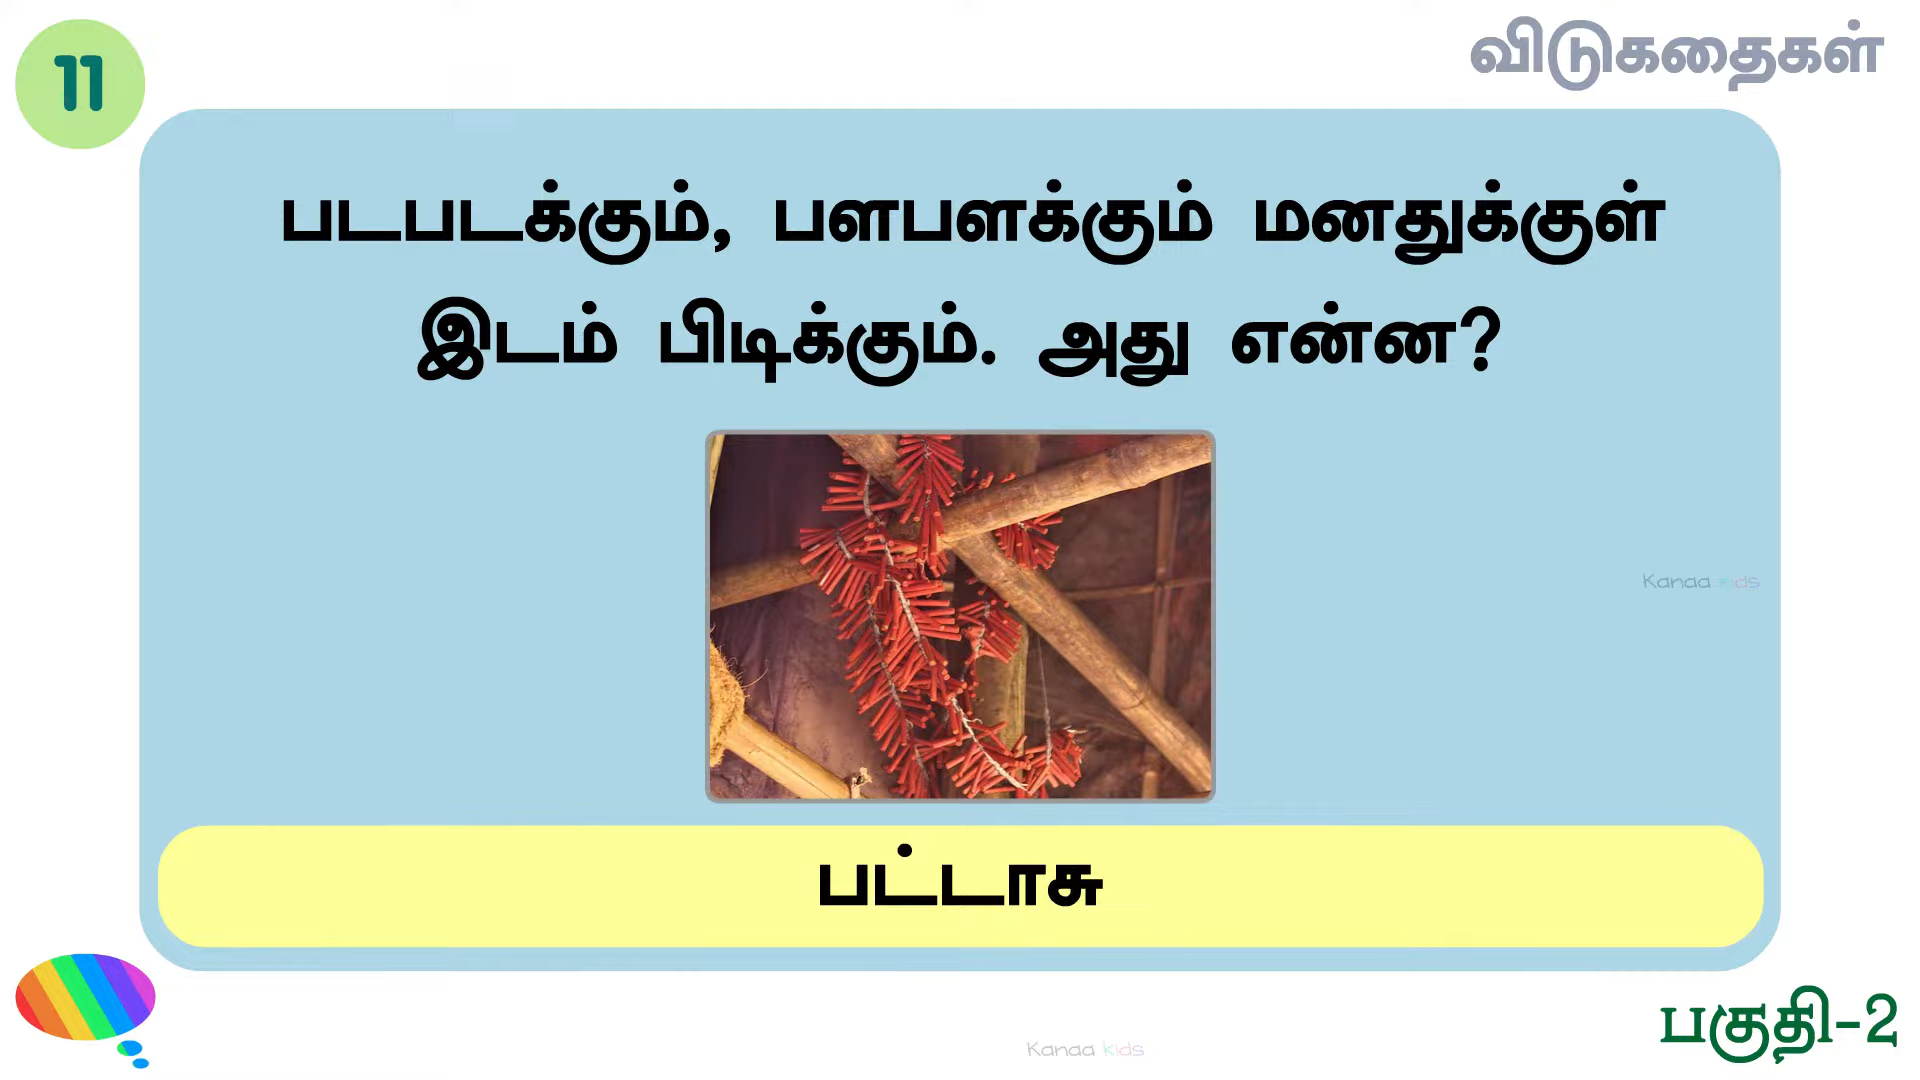 11
விடுகதைகள்
படபடக்கும், பளபளக்கும் மனதுக்குள்
இடம் பிடிக்கும். அது என்ன?
Kanaa kids
பட்டாசு
பகுதி-2
Kanaa kids